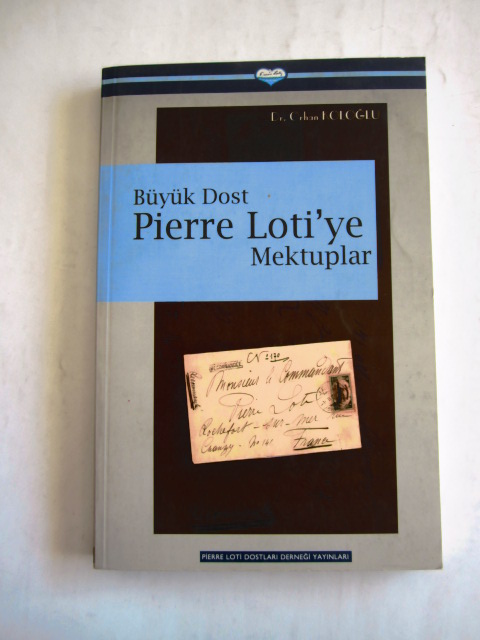 Dr. Orhan KOLOĞLU
Büyük Dost
Pierre Loti'ye
Mektuplar
Monsieur le Commandant
Pierre Loti
Rochefort-sur-Mer
France
PIERRE LOTI DOSTLARI DERNEĞİ YAYINLARI